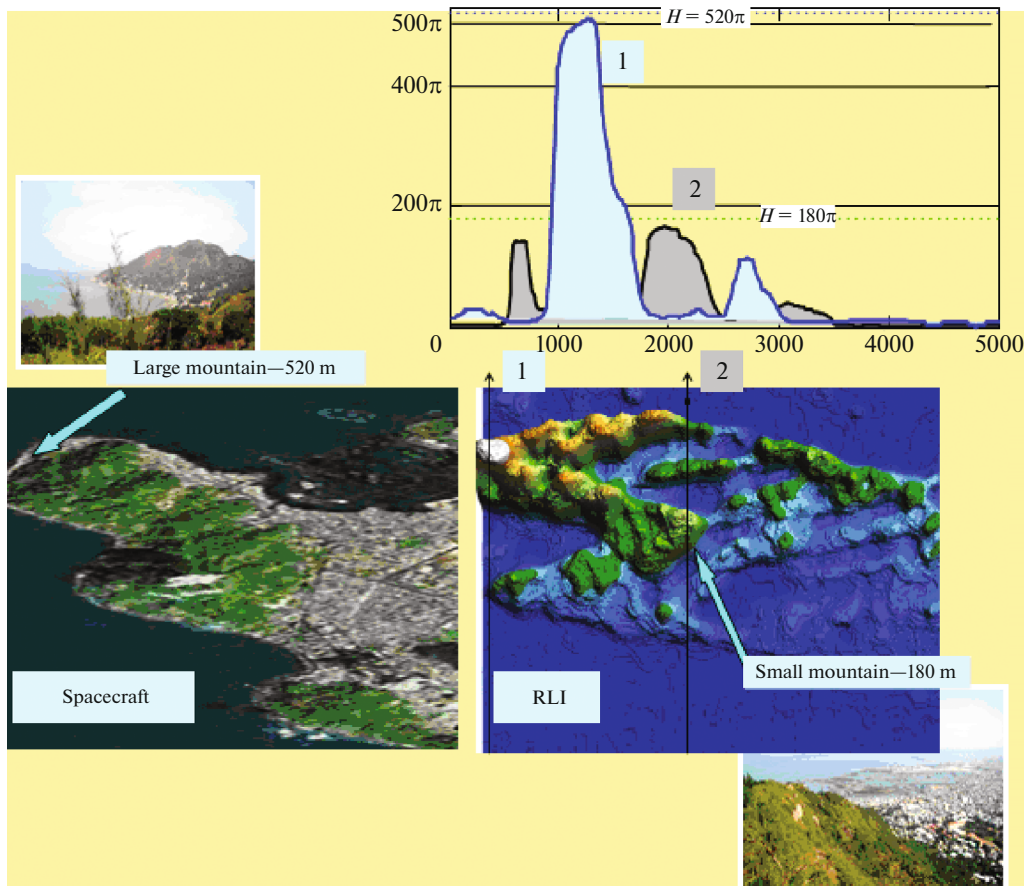 500π
H = 520π
1
400π
2
200π
H = 180π
0 1000 2000 3000 4000 5000
Large mountain—520 m
1
2
Small mountain—180 m
Spacecraft
RLI